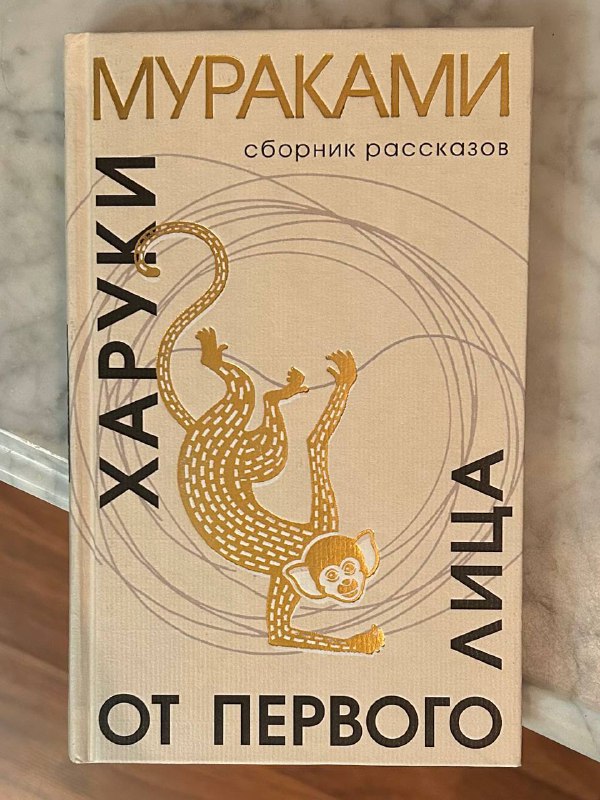 МУРАКАМИ
ХАРУКИ
сборник рассказов
ОТ ПЕРВОГО
ЛИЦА